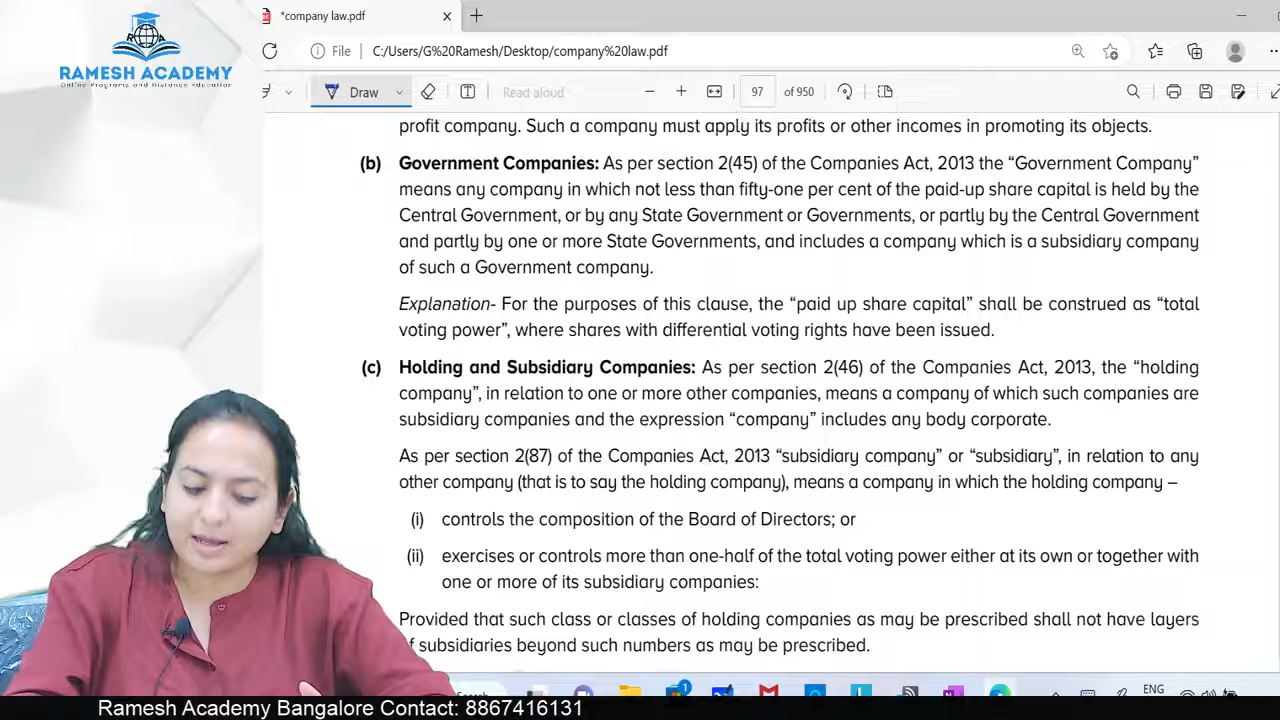 *company law.pdf
File
C:/Users/G%20Ramesh/Desktop/company%20law.pdf
RAMESH ACADEMY
Online Programs and Distance Education
Draw
Read aloud
97 of 950
profit company. Such a company must apply its profits or other incomes in promoting its objects.
(b) Government Companies: As per section 2(45) of the Companies Act, 2013 the “Government Company”
means any company in which not less than fifty-one per cent of the paid-up share capital is held by the
Central Government, or by any State Government or Governments, or partly by the Central Government
and partly by one or more State Governments, and includes a company which is a subsidiary company
of such a Government company.
Explanation- For the purposes of this clause, the “paid up share capital” shall be construed as “total
voting power”, where shares with differential voting rights have been issued.
(c) Holding and Subsidiary Companies: As per section 2(46) of the Companies Act, 2013, the “holding
company”, in relation to one or more other companies, means a company of which such companies are
subsidiary companies and the expression “company” includes any body corporate.
As per section 2(87) of the Companies Act, 2013 “subsidiary company” or “subsidiary”, in relation to any
other company (that is to say the holding company), means a company in which the holding company –
(i) controls the composition of the Board of Directors; or
(ii) exercises or controls more than one-half of the total voting power either at its own or together with
one or more of its subsidiary companies:
Provided that such class or classes of holding companies as may be prescribed shall not have layers
of subsidiaries beyond such numbers as may be prescribed.
1
ENG
Ramesh Academy Bangalore Contact: 8867416131